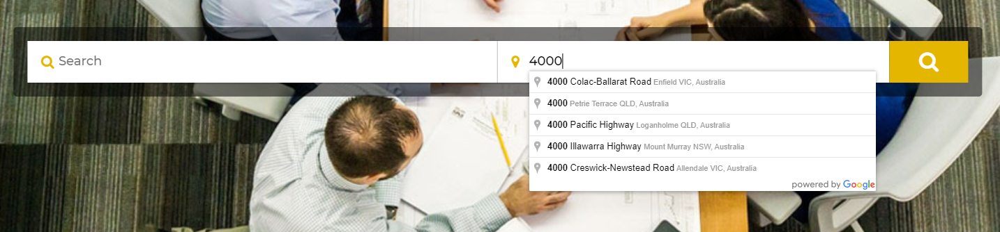 Search
4000
4000 Colac-Ballarat Road Enfield VIC, Australia
4000 Petrie Terrace QLD, Australia
4000 Pacific Highway Loganholme QLD, Australia
4000 Illawarra Highway Mount Murray NSW, Australia
4000 Creswick-Newstead Road Allendale VIC, Australia
powered by Google